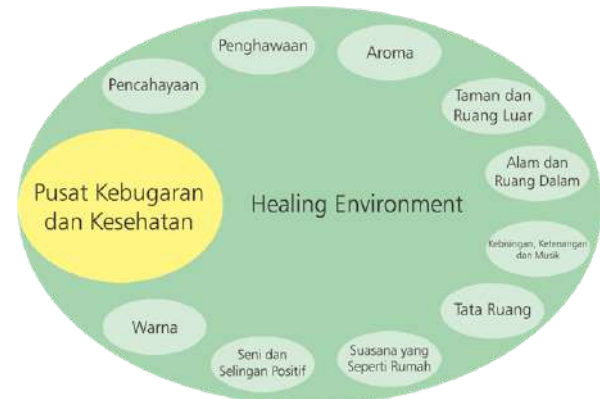 Penghawaan
Aroma
Pencahayaan
Taman dan
Ruang Luar
Alam dan
Ruang Dalam
Pusat Kebugaran
dan Kesehatan
Healing Environment
Kebisingan, Ketenangan
dan Musik
Tata Ruang
Warna
Seni dan
Selingan Positif
Suasana yang
Seperti Rumah